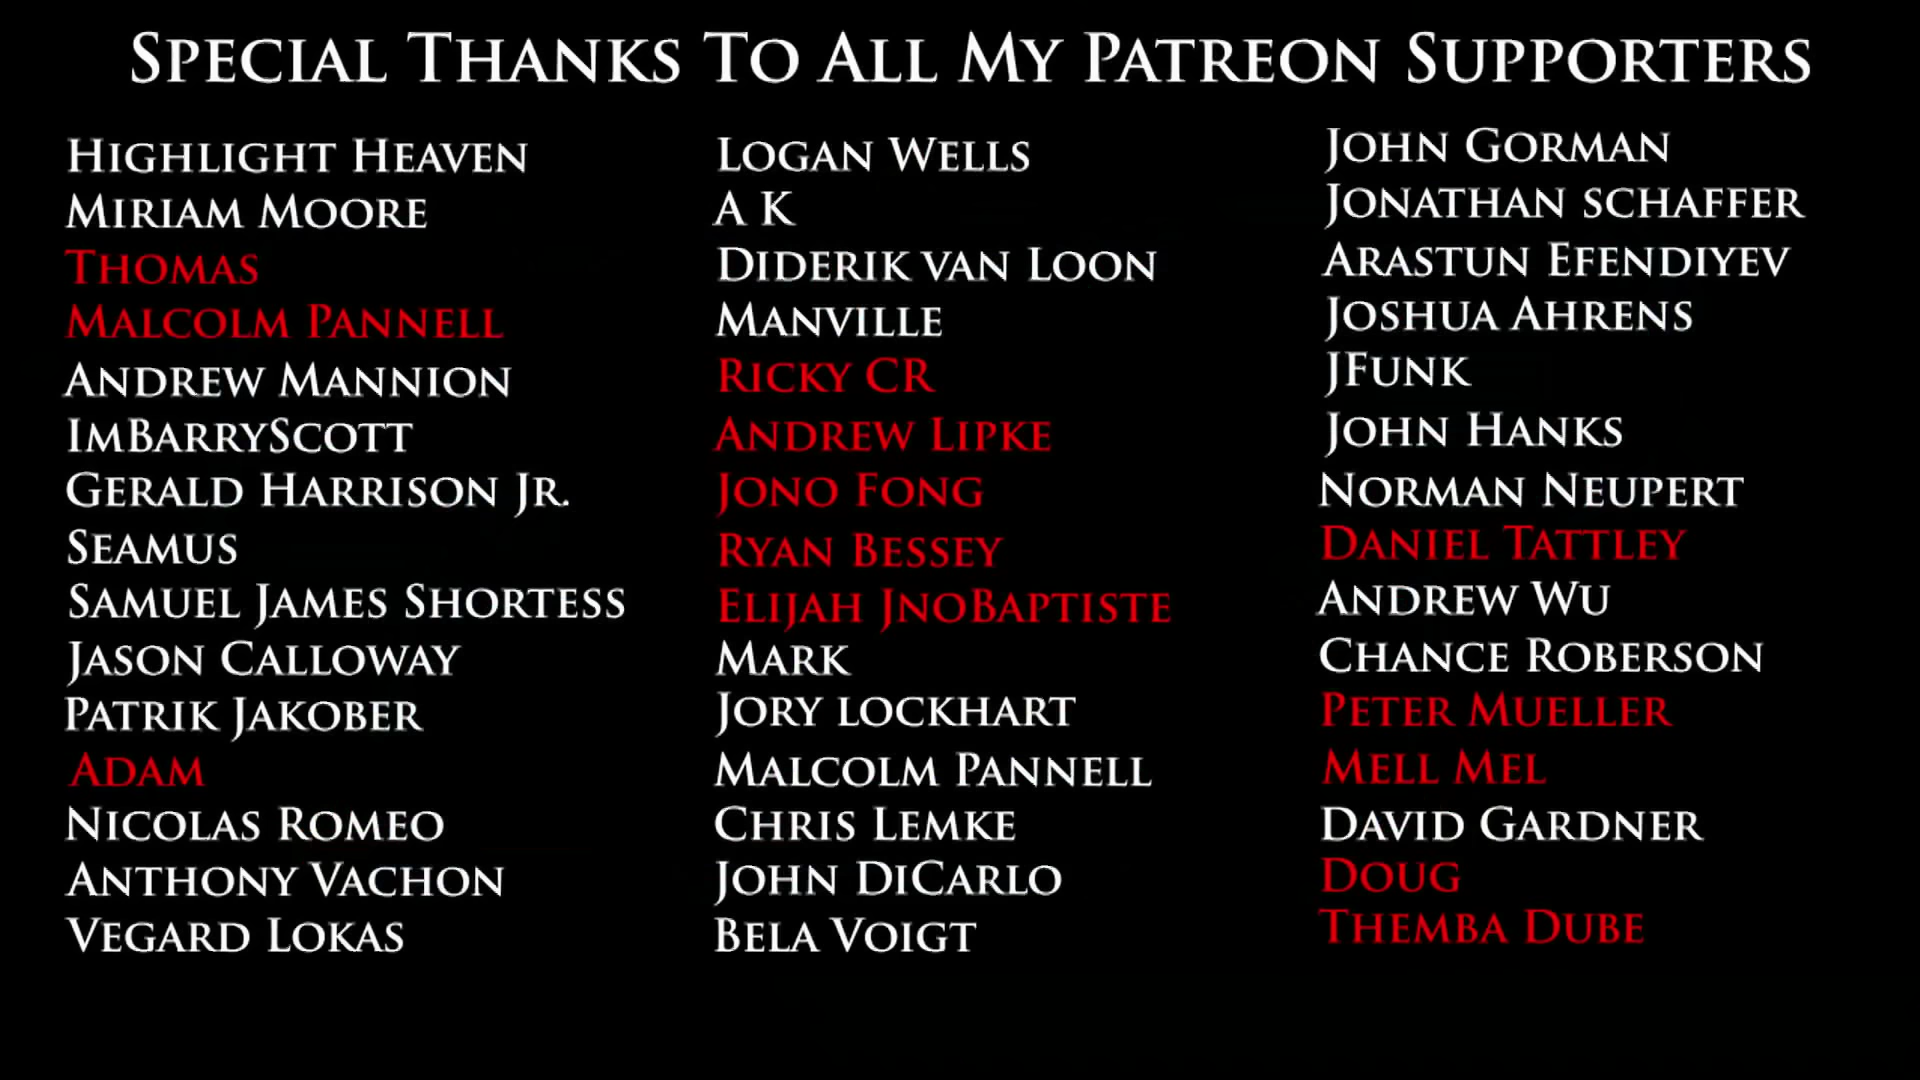 Special Thanks To All My Patreon Supporters
Highlight Heaven
Miriam Moore
Thomas
Malcolm Pannell
Andrew Mannion
ImBarryScott
Gerald Harrison Jr.
Seamus
Samuel James Shortess
Jason Calloway
Patrik Jakober
Adam
Nicolas Romeo
Anthony Vachon
Vegard Lokas
Logan Wells
A K
Diderik van Loon
Manville
Ricky CR
Andrew Lipke
Jono Fong
Ryan Bessey
Elijah JnoBaptiste
Mark
Jory lockhart
Malcolm Pannell
Chris Lemke
John DiCarlo
Bela Voigt
John Gorman
Jonathan schaffer
Arastun Efendiyev
Joshua Ahrens
JFunk
John Hanks
Norman Neupert
Daniel Tattley
Andrew Wu
Chance Roberson
Peter Mueller
Mell Mel
David Gardner
Doug
Themba Dube